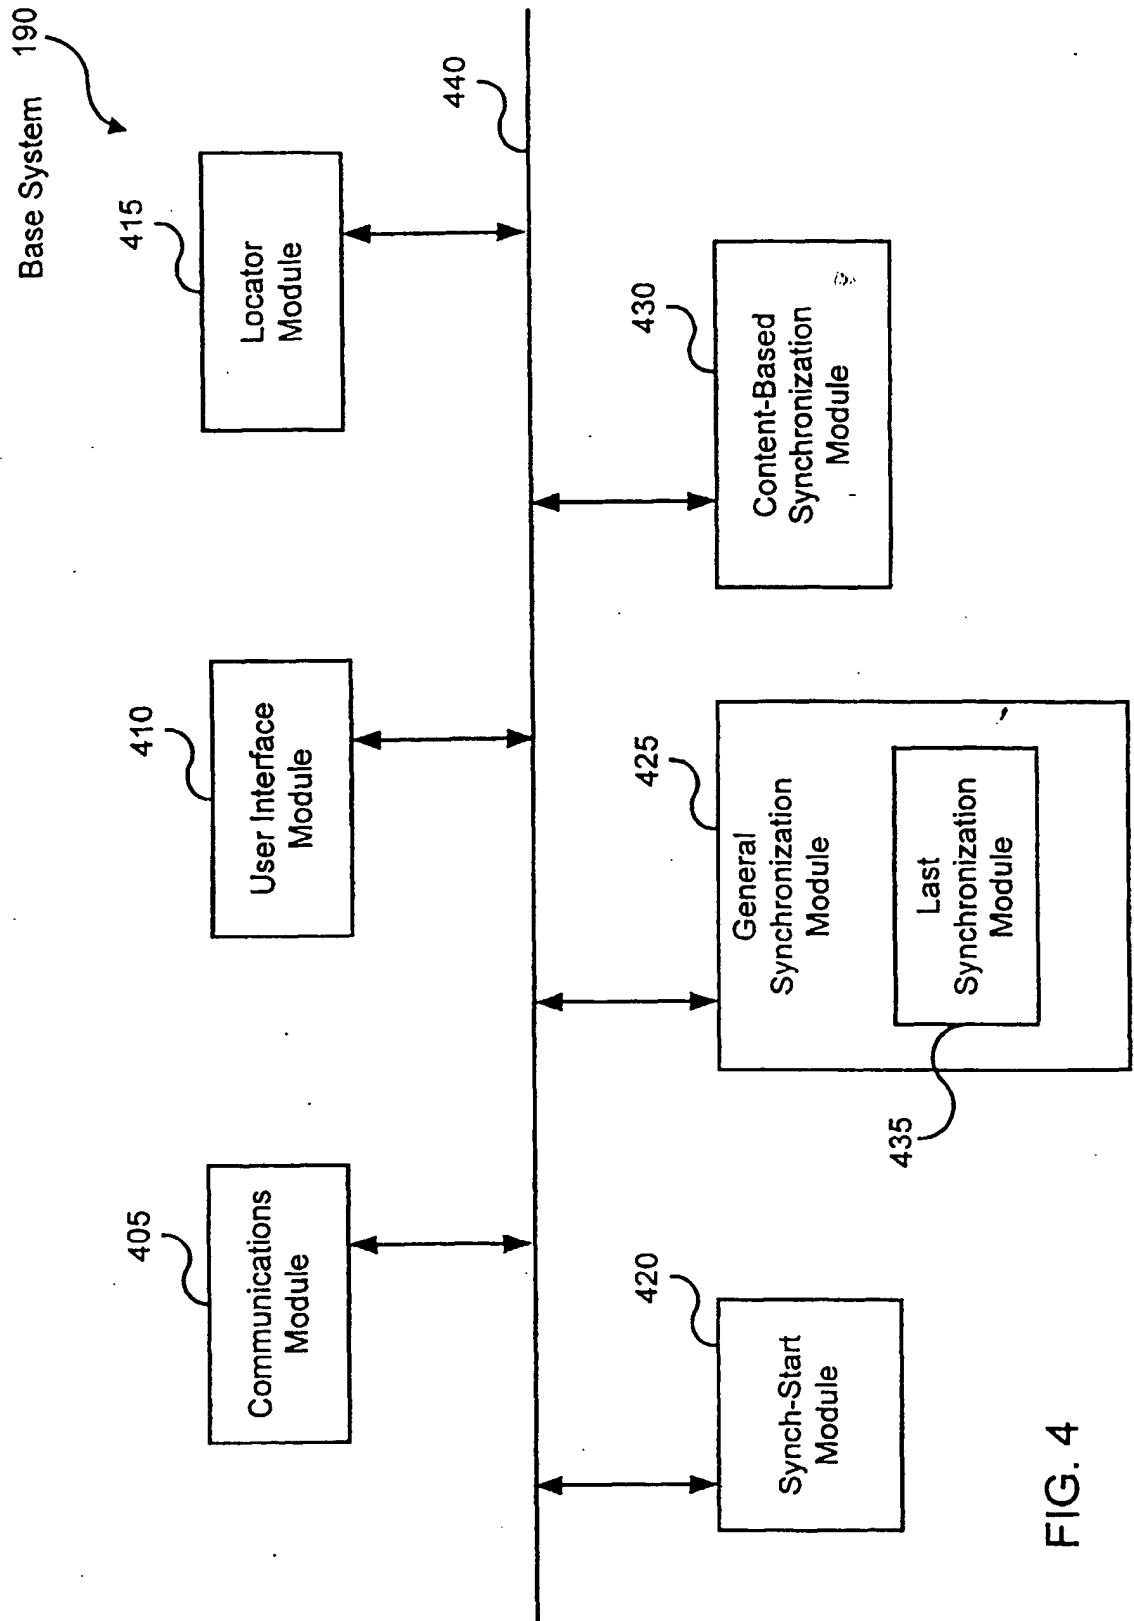 Base System 190
405
Communications
Module
410
User Interface
Module
415
Locator
Module
440
420
Synch-Start
Module
425
General
Synchronization
Module
Last
Synchronization
Module
435
430
Content-Based
Synchronization
Module
FIG. 4